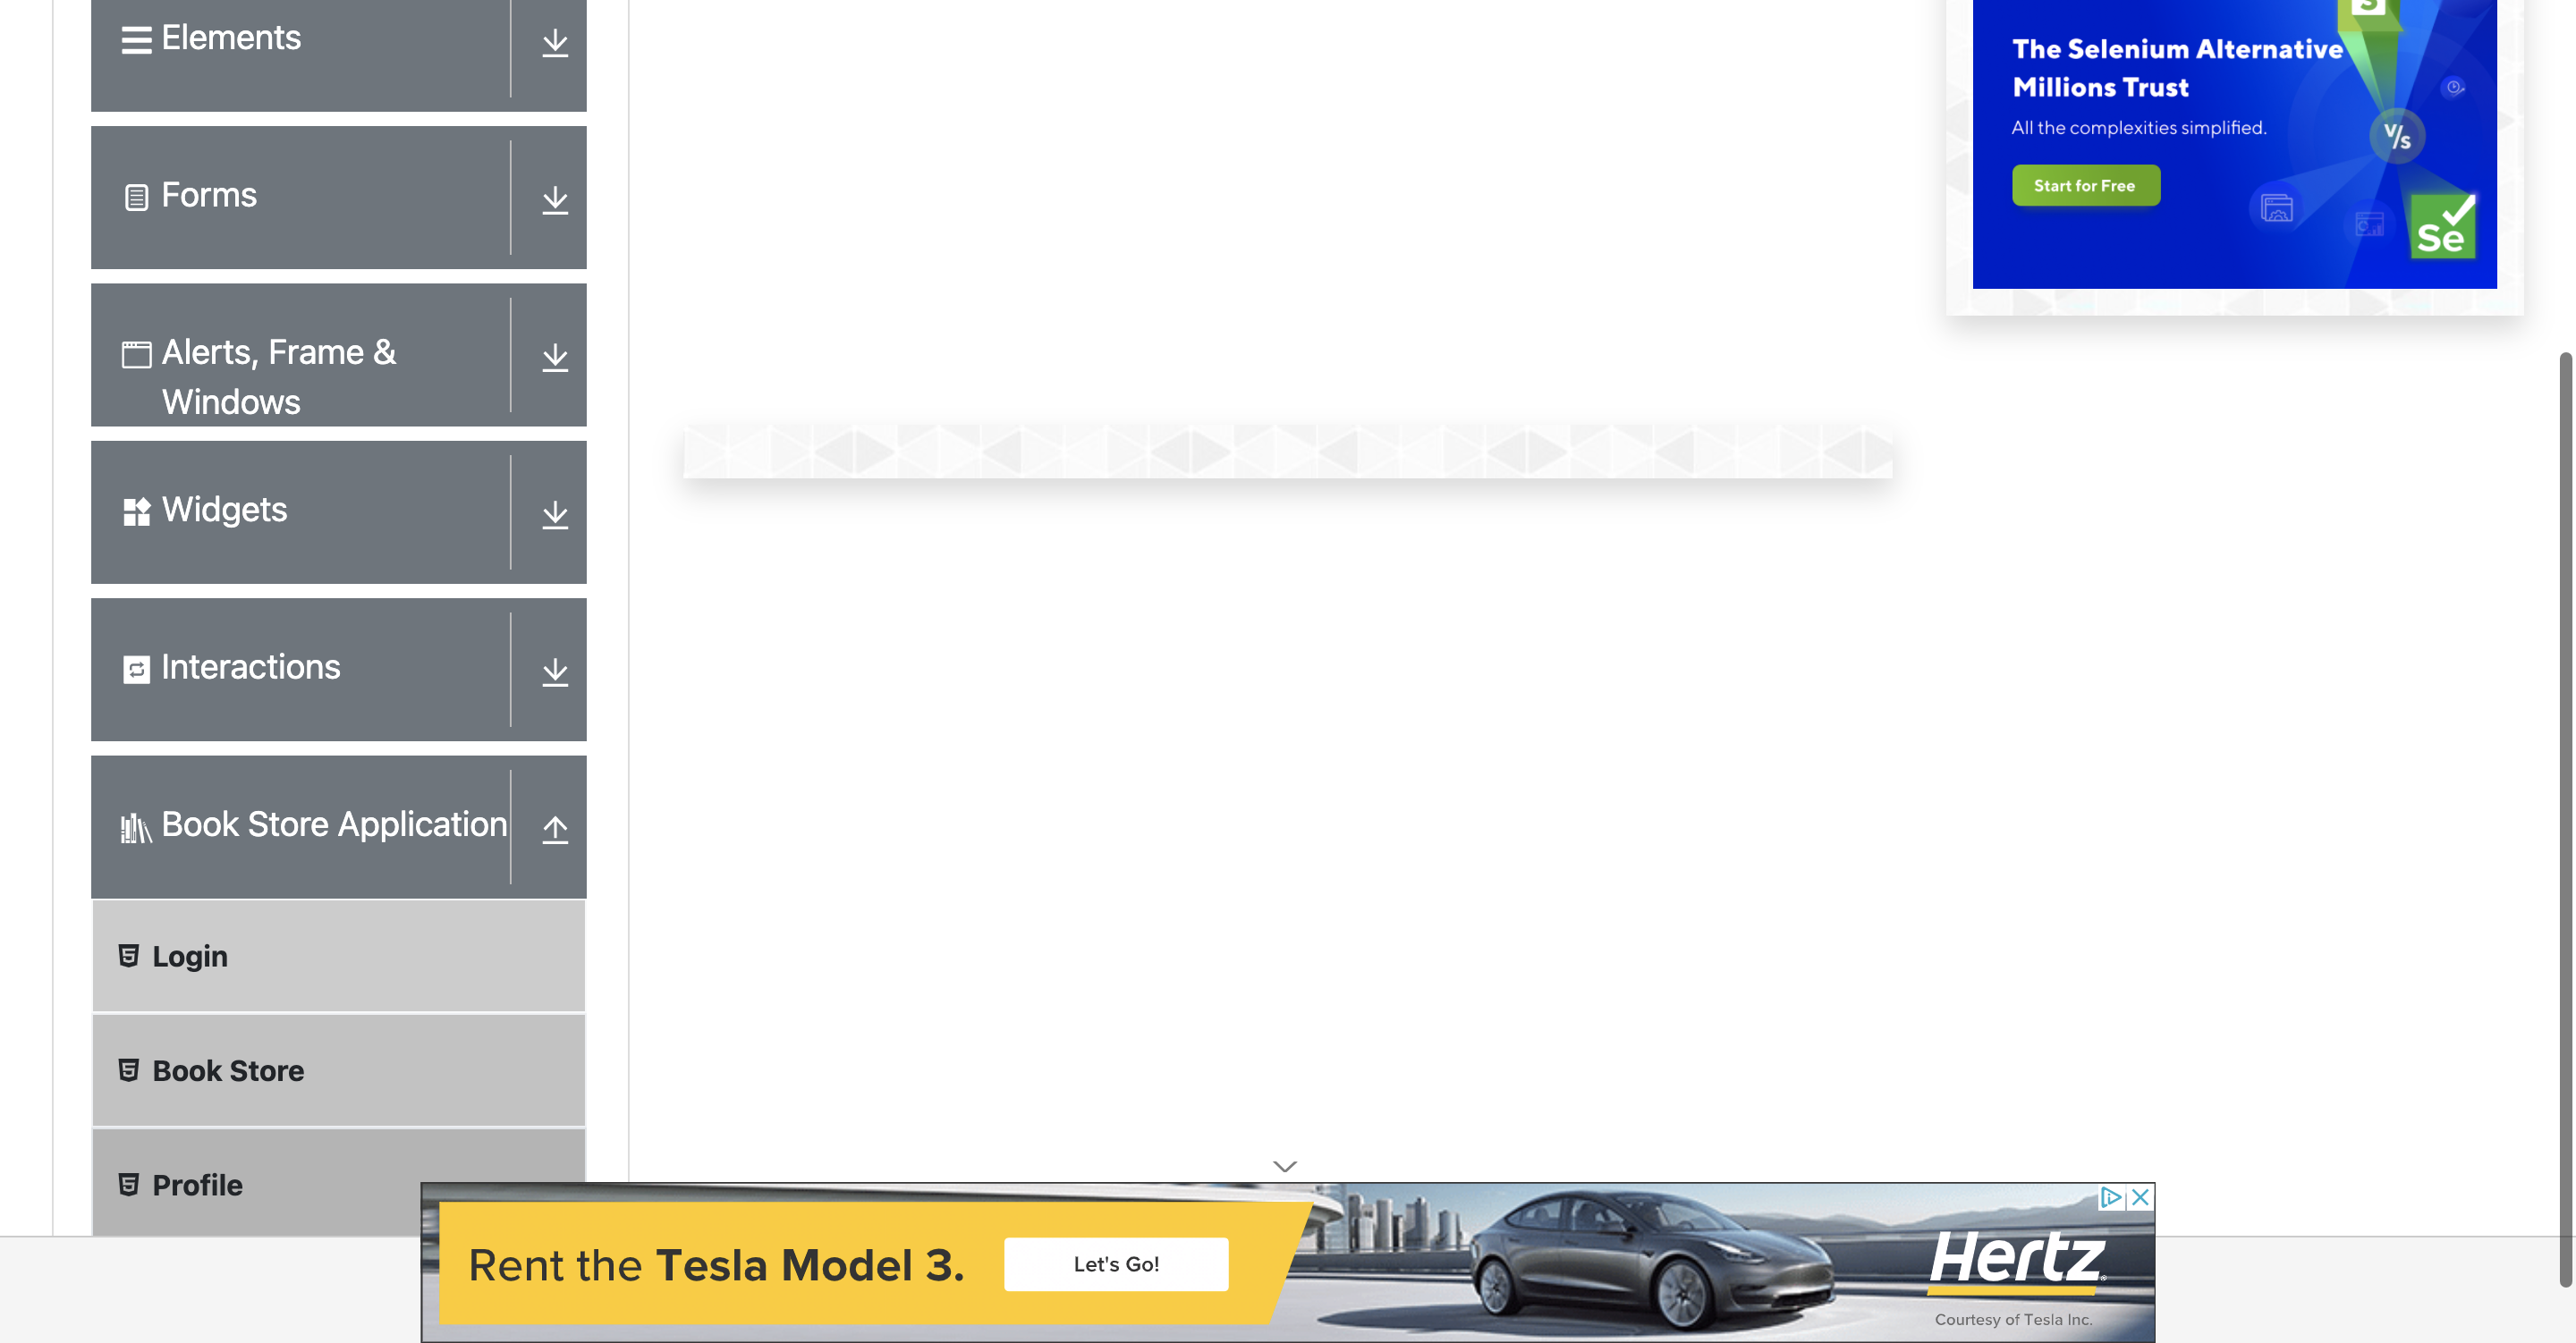 Elements
Forms
Alerts, Frame &
Windows
Widgets
Interactions
Book Store Application
Login
Book Store
Profile
The Selenium Alternative
Millions Trust
All the complexities simplified.
Start for Free
S
V/s
Se
Rent the Tesla Model 3.
Let's Go!
Hertz
Courtesy of Tesla Inc.